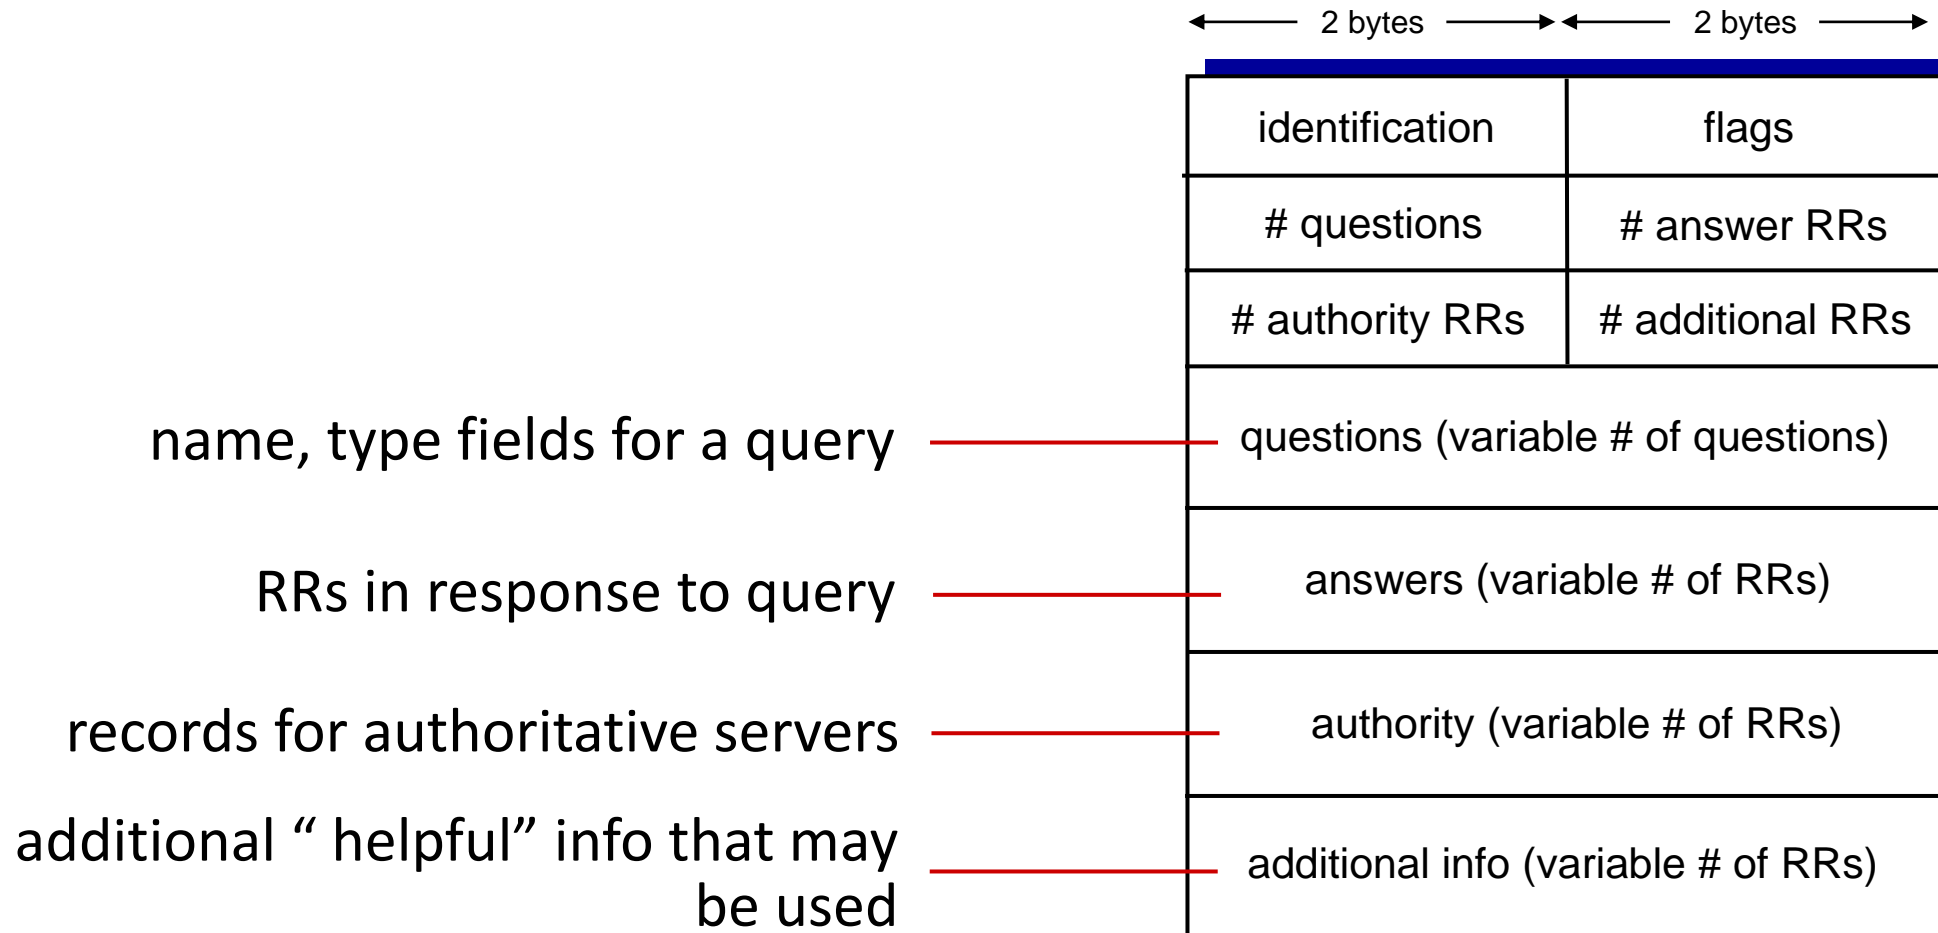 2 bytes 2 bytes
identification flags
# questions # answer RRs
# authority RRs # additional RRs
name, type fields for a query questions (variable # of questions)
RRs in response to query answers (variable # of RRs)
records for authoritative servers authority (variable # of RRs)
additional “ helpful” info that may
be used
additional info (variable # of RRs)